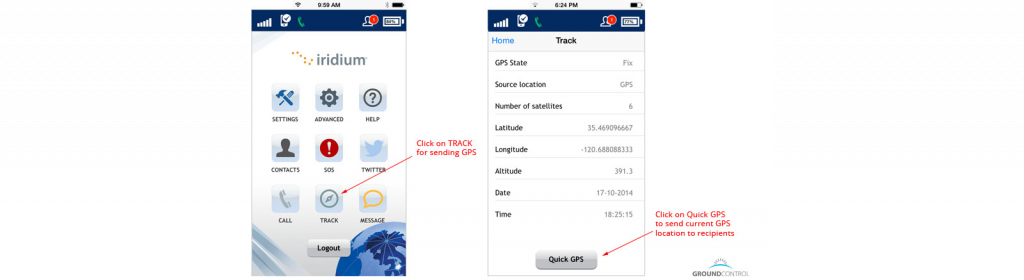 9:59 AM
1
86%
iridium
SETTINGS ADVANCED HELP
CONTACTS SOS TWITTER
CALL TRACK MESSAGE
Logout
Click on TRACK
for sending GPS
6:24 PM
1
Home Track
GPS State Fix
Source location GPS
Number of satellites 6
Latitude 35.469096667
Longitude -120.688088333
Altitude 391.3
Date 17-10-2014
Time 18:25:15
Quick GPS
Click on Quick GPS
to send current GPS
location to recipients
GROUNDCONTROL